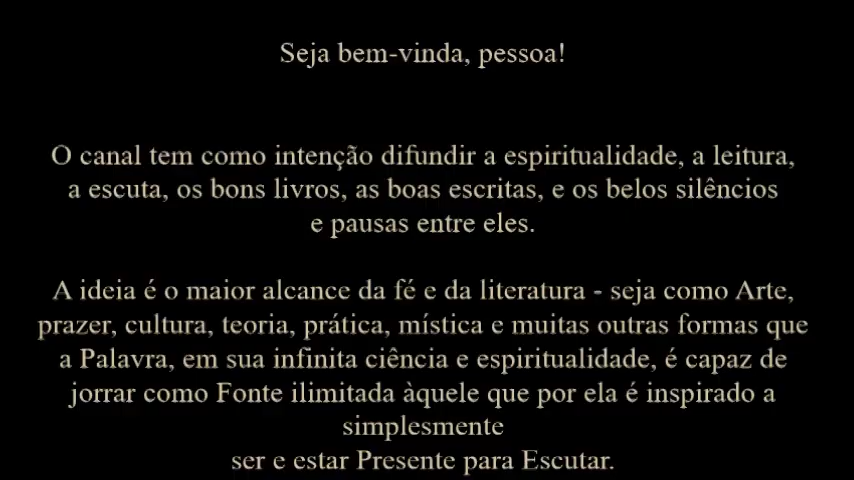 Seja bem-vinda, pessoa!
O canal tem como intenção difundir a espiritualidade, a leitura,
a escuta, os bons livros, as boas escritas, e os belos silêncios
e pausas entre eles.
A ideia é o maior alcance da fé e da literatura - seja como Arte,
prazer, cultura, teoria, prática, mística e muitas outras formas que
a Palavra, em sua infinita ciência e espiritualidade, é capaz de
jorrar como Fonte ilimitada àquele que por ela é inspirado a
simplesmente
ser e estar Presente para Escutar.